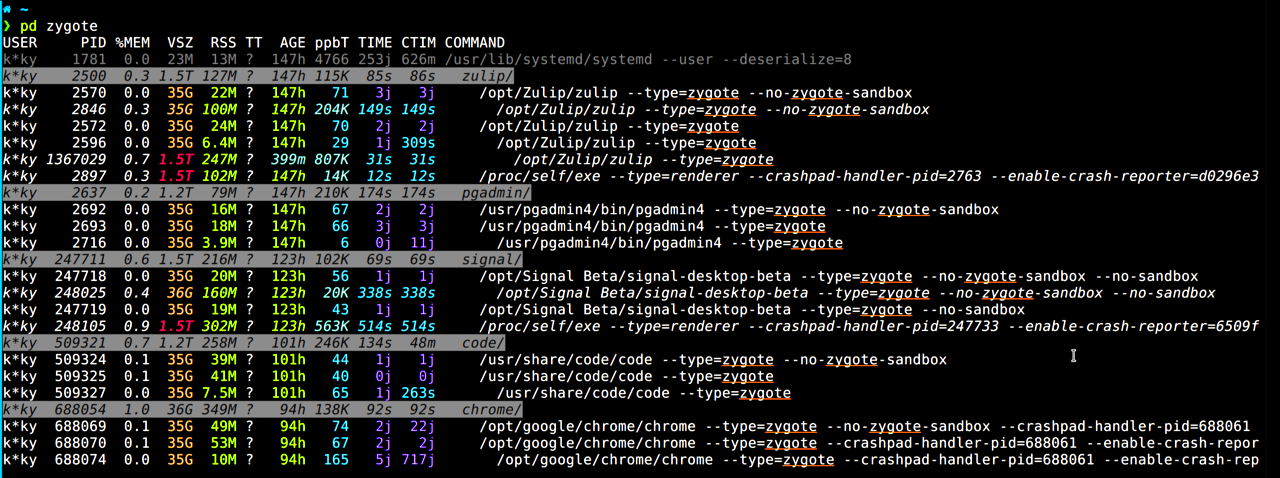 ~
❯ pd zygote
USER PID %MEM VSZ RSS TT AGE ppbT TIME CTIM COMMAND
k*ky 1781 0.0 23M 13M ? 147h 4766 253j 626m /usr/lib/systemd/systemd --user --deserialize=8
k*ky 2500 0.3 1.5T 127M ? 147h 115K 85s 86s zulip/
k*ky 2570 0.0 35G 22M ? 147h 71 3j 3j /opt/Zulip/zulip --type=zygote --no-zygote-sandbox
k*ky 2846 0.3 35G 100M ? 147h 204K 149s 149s /opt/Zulip/zulip --type=zygote --no-zygote-sandbox
k*ky 2572 0.0 35G 24M ? 147h 70 2j 2j /opt/Zulip/zulip --type=zygote
k*ky 2596 0.0 35G 6.4M ? 147h 29 1j 309s /opt/Zulip/zulip --type=zygote
k*ky 1367029 0.7 1.5T 247M ? 399m 807K 31s 31s /opt/Zulip/zulip --type=zygote
k*ky 2897 0.3 1.5T 102M ? 147h 14K 12s 12s /proc/self/exe --type=renderer --crashpad-handler-pid=2763 --enable-crash-reporter=d0296e3
k*ky 2637 0.2 1.2T 79M ? 147h 210K 174s 174s pgadmin/
k*ky 2692 0.0 35G 16M ? 147h 67 2j 2j /usr/pgadmin4/bin/pgadmin4 --type=zygote --no-zygote-sandbox
k*ky 2693 0.0 35G 18M ? 147h 66 3j 3j /usr/pgadmin4/bin/pgadmin4 --type=zygote
k*ky 2716 0.0 35G 3.9M ? 147h 6 0j 11j /usr/pgadmin4/bin/pgadmin4 --type=zygote
k*ky 247711 0.6 1.5T 216M ? 123h 102K 69s 69s signal/
k*ky 247718 0.0 35G 20M ? 123h 56 1j 1j /opt/Signal Beta/signal-desktop-beta --type=zygote --no-zygote-sandbox --no-sandbox
k*ky 248025 0.4 36G 160M ? 123h 20K 338s 338s /opt/Signal Beta/signal-desktop-beta --type=zygote --no-zygote-sandbox --no-sandbox
k*ky 247719 0.0 35G 19M ? 123h 43 1j 1j /opt/Signal Beta/signal-desktop-beta --type=zygote --no-sandbox
k*ky 248105 0.9 1.5T 302M ? 123h 563K 514s 514s /proc/self/exe --type=renderer --crashpad-handler-pid=247733 --enable-crash-reporter=6509f
k*ky 509321 0.7 1.2T 258M ? 101h 246K 134s 48m code/
k*ky 509324 0.1 35G 39M ? 101h 44 1j 1j /usr/share/code/code --type=zygote --no-zygote-sandbox
k*ky 509325 0.1 35G 41M ? 101h 40 0j 0j /usr/share/code/code --type=zygote
k*ky 509327 0.0 35G 7.5M ? 101h 65 1j 263s /usr/share/code/code --type=zygote
k*ky 688054 1.0 36G 349M ? 94h 138K 92s 92s chrome/
k*ky 688069 0.1 35G 49M ? 94h 74 2j 22j /opt/google/chrome/chrome --type=zygote --no-zygote-sandbox --crashpad-handler-pid=688061
k*ky 688070 0.1 35G 53M ? 94h 67 2j 2j /opt/google/chrome/chrome --type=zygote --crashpad-handler-pid=688061 --enable-crash-repor
k*ky 688074 0.0 35G 10M ? 94h 165 5j 717j /opt/google/chrome/chrome --type=zygote --crashpad-handler-pid=688061 --enable-crash-rep